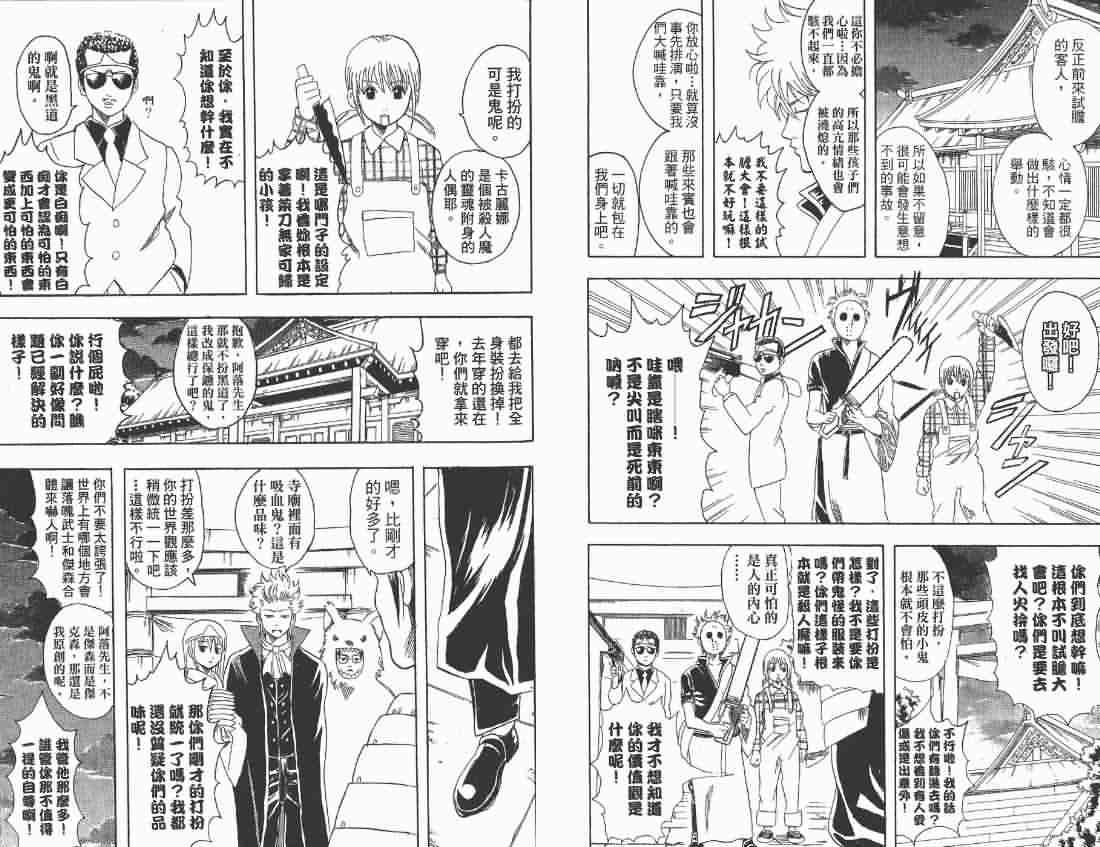 反正前來試膽
的客人，
心情一定都很
駭，不知道會
做出什麼樣的
舉動。
所以如果不留意，
很可能會發生意想
不到的事故。
這你不必擔
心啦…因為
我們一直都
駭不起來，
所以那些孩子們
的高亢情緒也會
被澆熄的。
我不要這樣的試
膽大會！這樣根
本就不好玩嘛！
你放心啦…就算沒
事先排演，只要我
們大喊哇靠，
那些來賓也會
跟著喊哇靠的。
一切就包在
我們身上吧。
好吧！
出發囉！
ジャキ
ジャカ
ジャキィン
喂！
哇靠是瞎咪東東啊？
不是尖叫而是死前的
吶喊？
你們到底想幹嘛！
這根本不叫試膽大
會吧？你們是要去
找人火拚嗎？
不這麼打扮，
那些頑皮的小鬼
根本就不會怕。
不行啦！我的話
你們有聽進去嗎？
我不想看到有人受
傷或是出意外！
對了，這些打扮是
怎樣？我不是要你
們帶鬼怪的服裝來
嗎？你們這樣子根
本就是殺人魔嘛！
真正可怕的
是人的內心
……
我才不想知道
你的價值觀是
什麼呢！
我打扮的
可是鬼呢。
卡古麗娜
是個被殺人魔
的靈魂附身的
人偶耶。
這是哪門子的設定
啊！我看妳根本是
拿著菜刀無家可歸
的小孩！
至於你，我實在不
知道你想幹什麼！
啊？
啊就是黑道
的鬼啊。
你是白痴啊！只有白
痴才會認為可怕的東
西加上可怕的東西會
變成更可怕的東西！
都去給我把全
身裝扮換掉！
去年穿的還在
，你們就拿來
穿吧！
抱歉，阿落先生
那就不扮黑道了，
我改成保鑣的鬼，
這樣總行了吧？
行個屁啦！
你說什麼？瞧
你一副好像問
題已經解決的
樣子！
嗯，比剛才
的好多了。
寺廟裡面有
吸血鬼？這是
什麼品味？
打扮差那麼多，
你的世界觀應該
稍微統一一下吧
…這樣不行啦。
那你們剛才的打扮
就統一了嗎？我都
還沒質疑你們的品
味呢！
你們不要太誇張了！
世界上有哪個地方會
讓落魄武士和傑森合
體來嚇人啊！
阿落先生，不
是傑森而是傑
克森，那還是
我原創的呢。
我管他那麼多！
誰管你那不值得
一提的自尊啊！